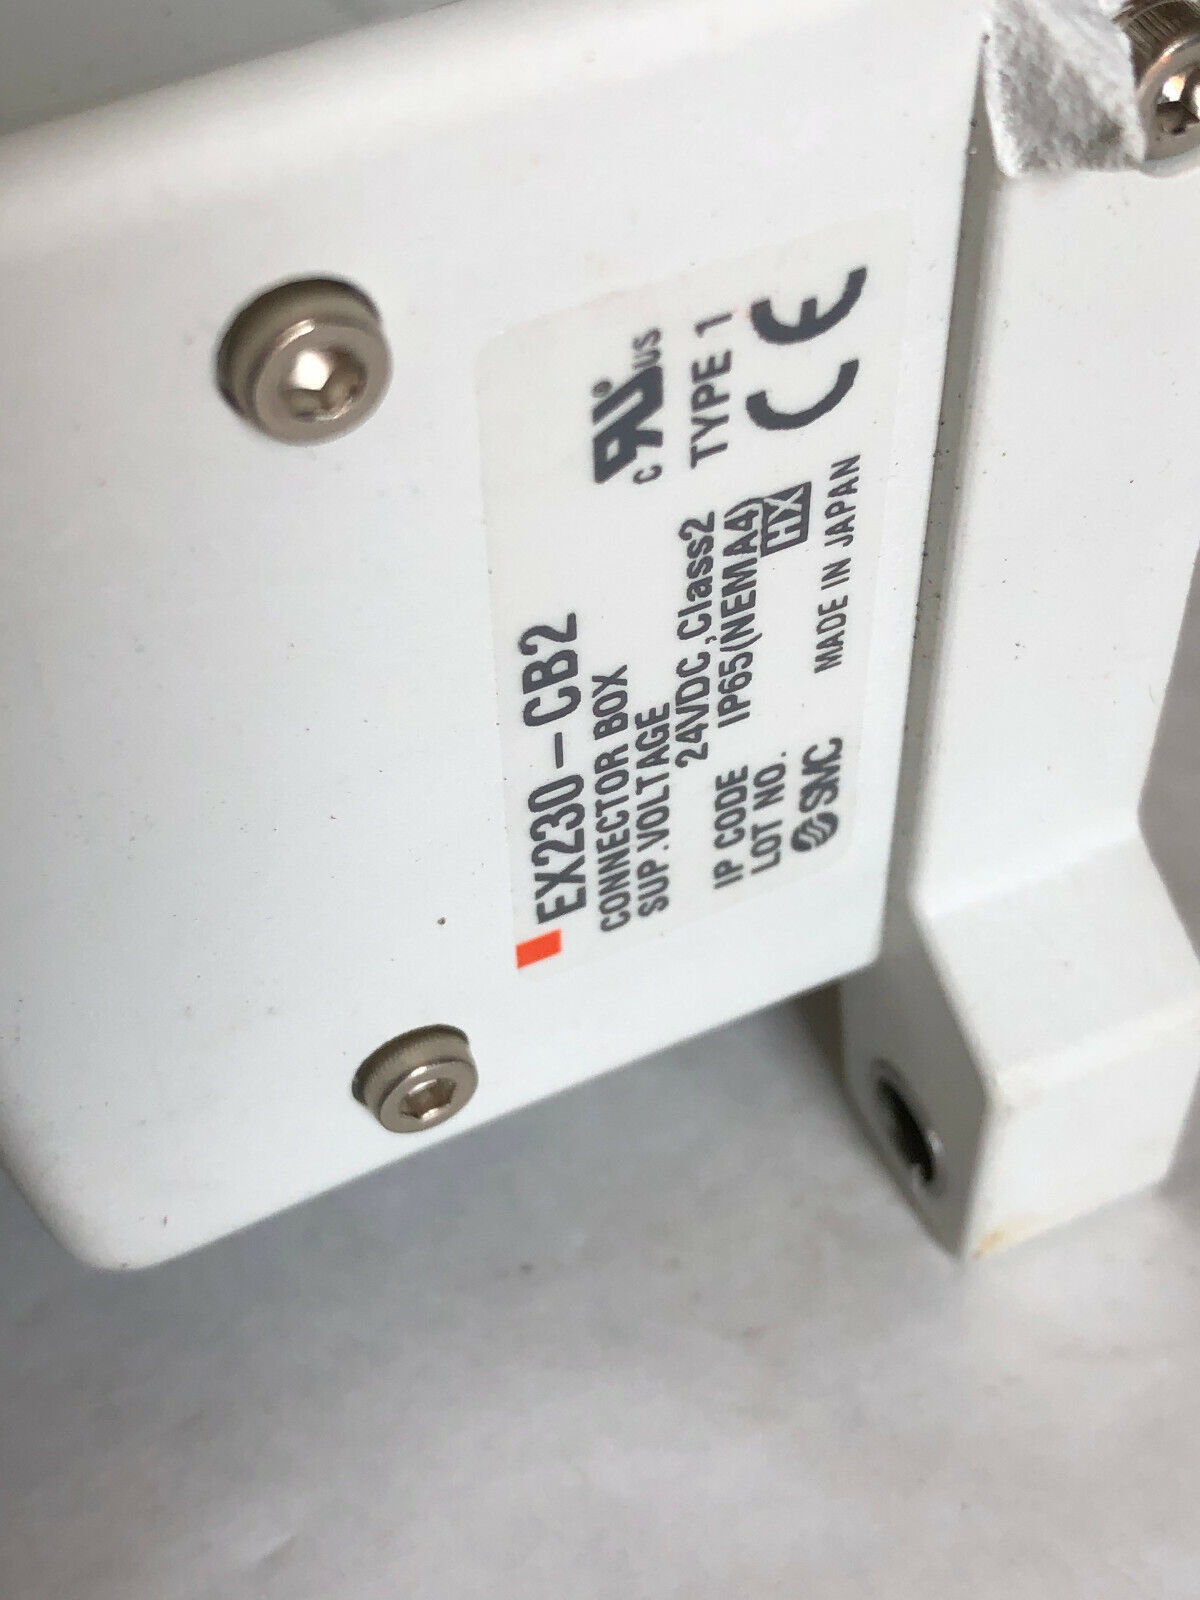 EX230-CB2
CONNECTOR BOX
SUP.VOLTAGE
24VDC,Class2
IP CODE IP65(NEMA4)
LOT NO. HX
SMC MADE IN JAPAN
c RU us
TYPE 1
CE